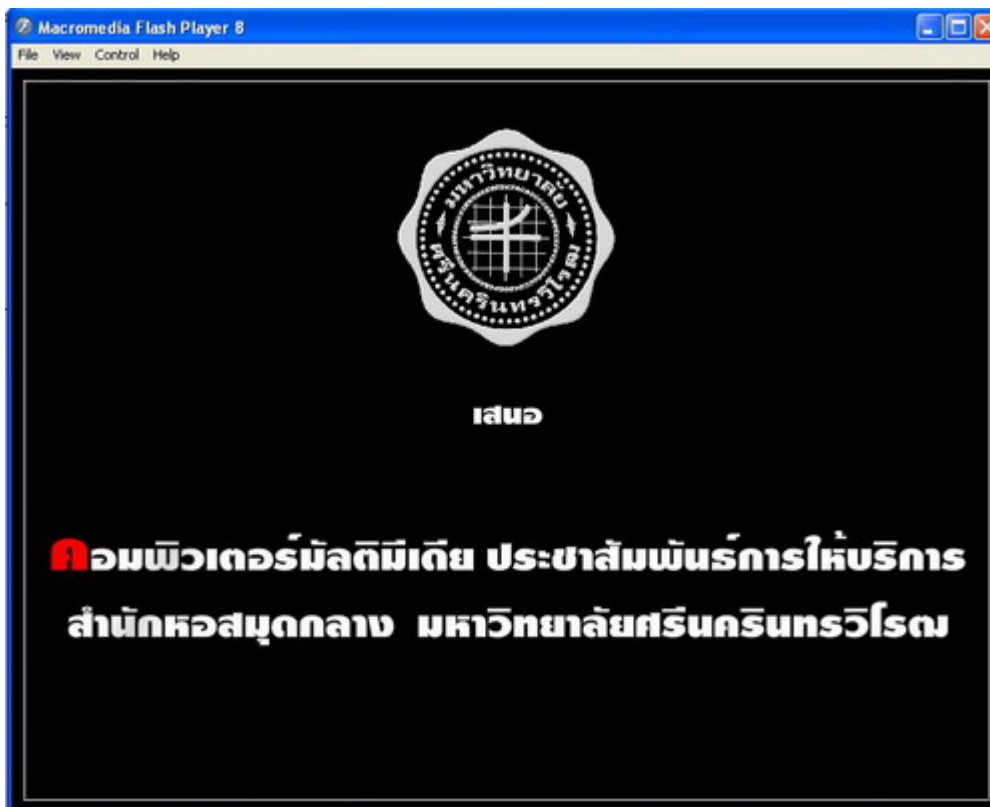 Macromedia Flash Player 8
File View Control Help
มหาวิทยาลัย
ศรีนครินทรวิโรฒ
เสนอ
คอมพิวเตอร์มัลติมีเดีย ประชาสัมพันธ์การให้บริการ
สำนักหอสมุดกลาง มหาวิทยาลัยศรีนครินทรวิโรฒ